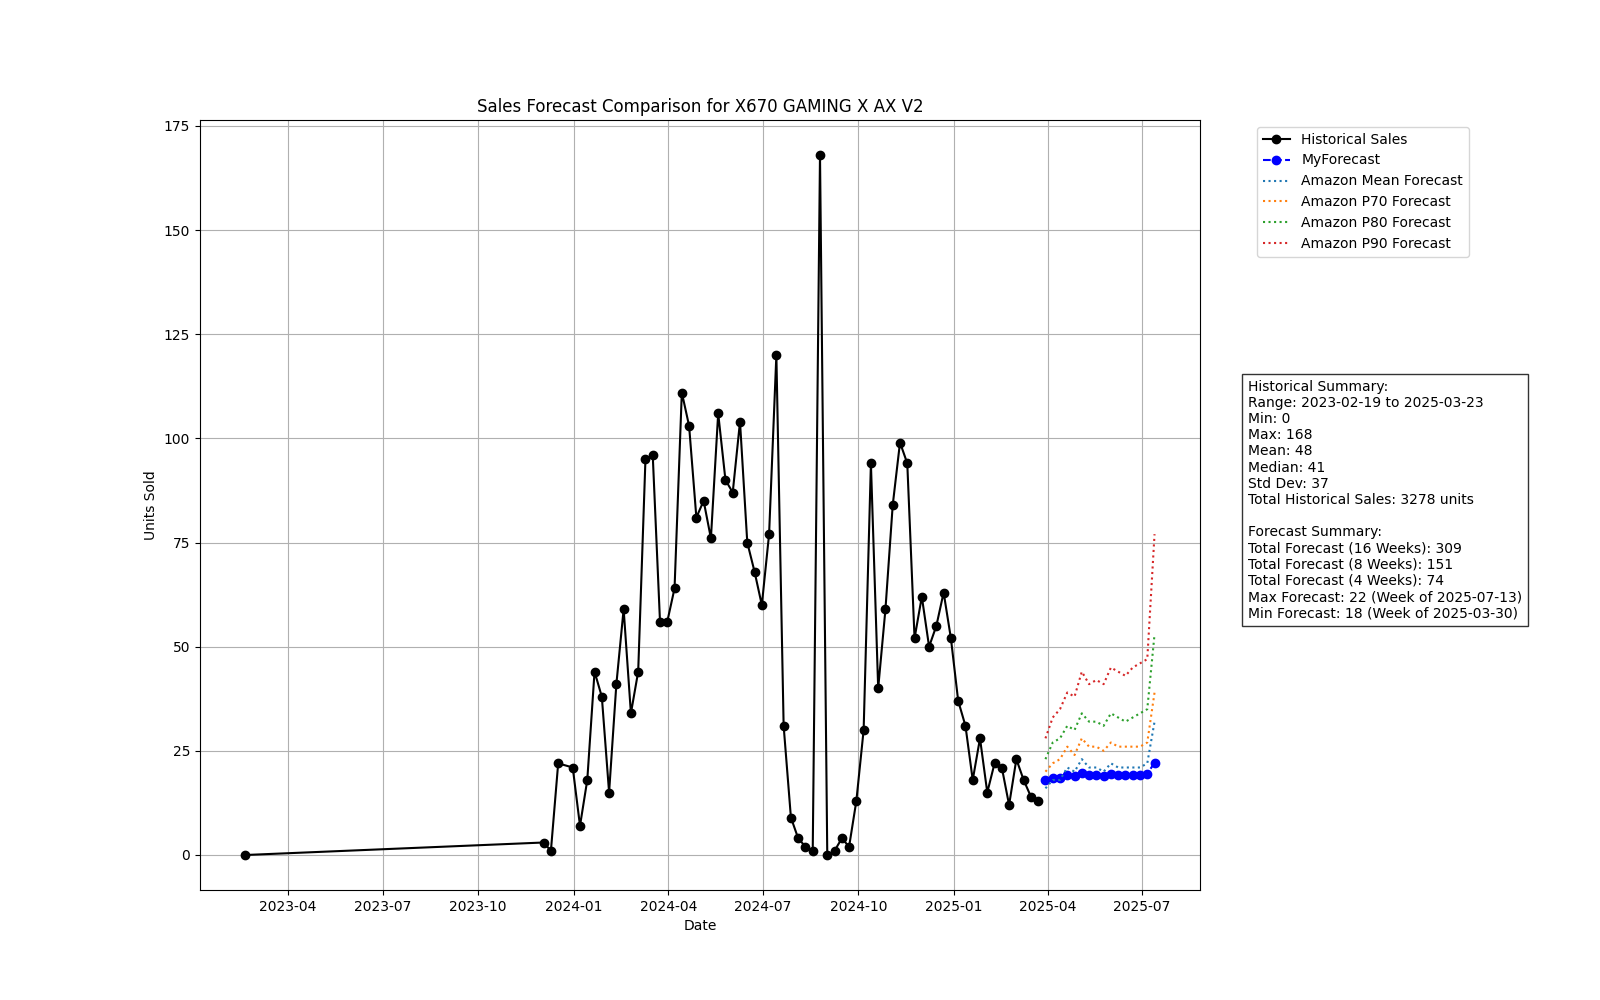 Sales Forecast Comparison for X670 GAMING X AX V2
175
150
125
100
75
50
25
0
Units Sold
2023-04
2023-07
2023-10
2024-01
2024-04
2024-07
2024-10
2025-01
2025-04
2025-07
Date
Historical Sales
MyForecast
Amazon Mean Forecast
Amazon P70 Forecast
Amazon P80 Forecast
Amazon P90 Forecast
Historical Summary:
Range: 2023-02-19 to 2025-03-23
Min: 0
Max: 168
Mean: 48
Median: 41
Std Dev: 37
Total Historical Sales: 3278 units
Forecast Summary:
Total Forecast (16 Weeks): 309
Total Forecast (8 Weeks): 151
Total Forecast (4 Weeks): 74
Max Forecast: 22 (Week of 2025-07-13)
Min Forecast: 18 (Week of 2025-03-30)